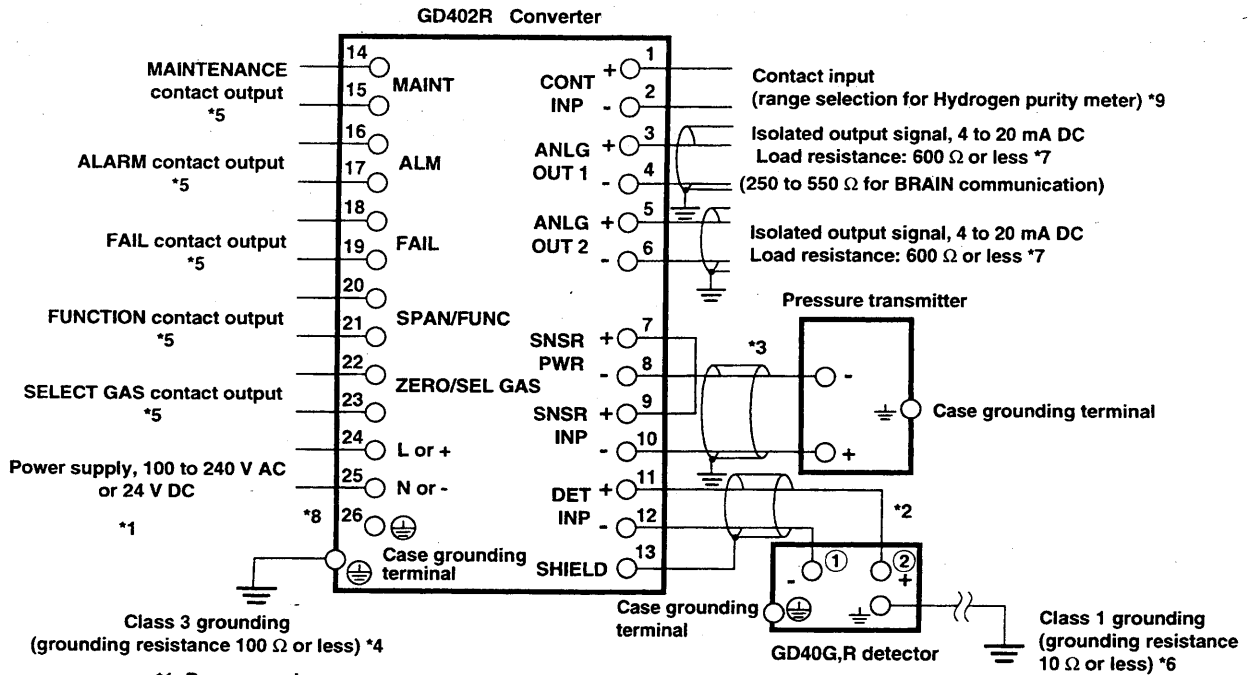 GD402R Converter
MAINTENANCE
contact output
*5
14
15
MAINT
ALARM contact output
*5
16
17
ALM
FAIL contact output
*5
18
19
FAIL
FUNCTION contact output
*5
20
21
SPAN/FUNC
SELECT GAS contact output
*5
22
23
ZERO/SEL GAS
Power supply, 100 to 240 V AC
or 24 V DC
*1
24
L or +
25
N or -
*8
26
Case grounding
terminal
Class 3 grounding
(grounding resistance 100 Ω or less) *4
CONT
INP
+
1
-
2
Contact input
(range selection for Hydrogen purity meter) *9
ANLG
OUT 1
+
3
-
4
Isolated output signal, 4 to 20 mA DC
Load resistance: 600 Ω or less *7
(250 to 550 Ω for BRAIN communication)
ANLG
OUT 2
+
5
-
6
Isolated output signal, 4 to 20 mA DC
Load resistance: 600 Ω or less *7
SNSR
PWR
+
7
-
8
SNSR
INP
+
9
-
10
*3
Pressure transmitter
-
+
Case grounding terminal
DET
INP
+
11
-
12
SHIELD
13
*2
- 1
2 +
Case grounding
terminal
GD40G,R detector
Class 1 grounding
(grounding resistance
10 Ω or less) *6